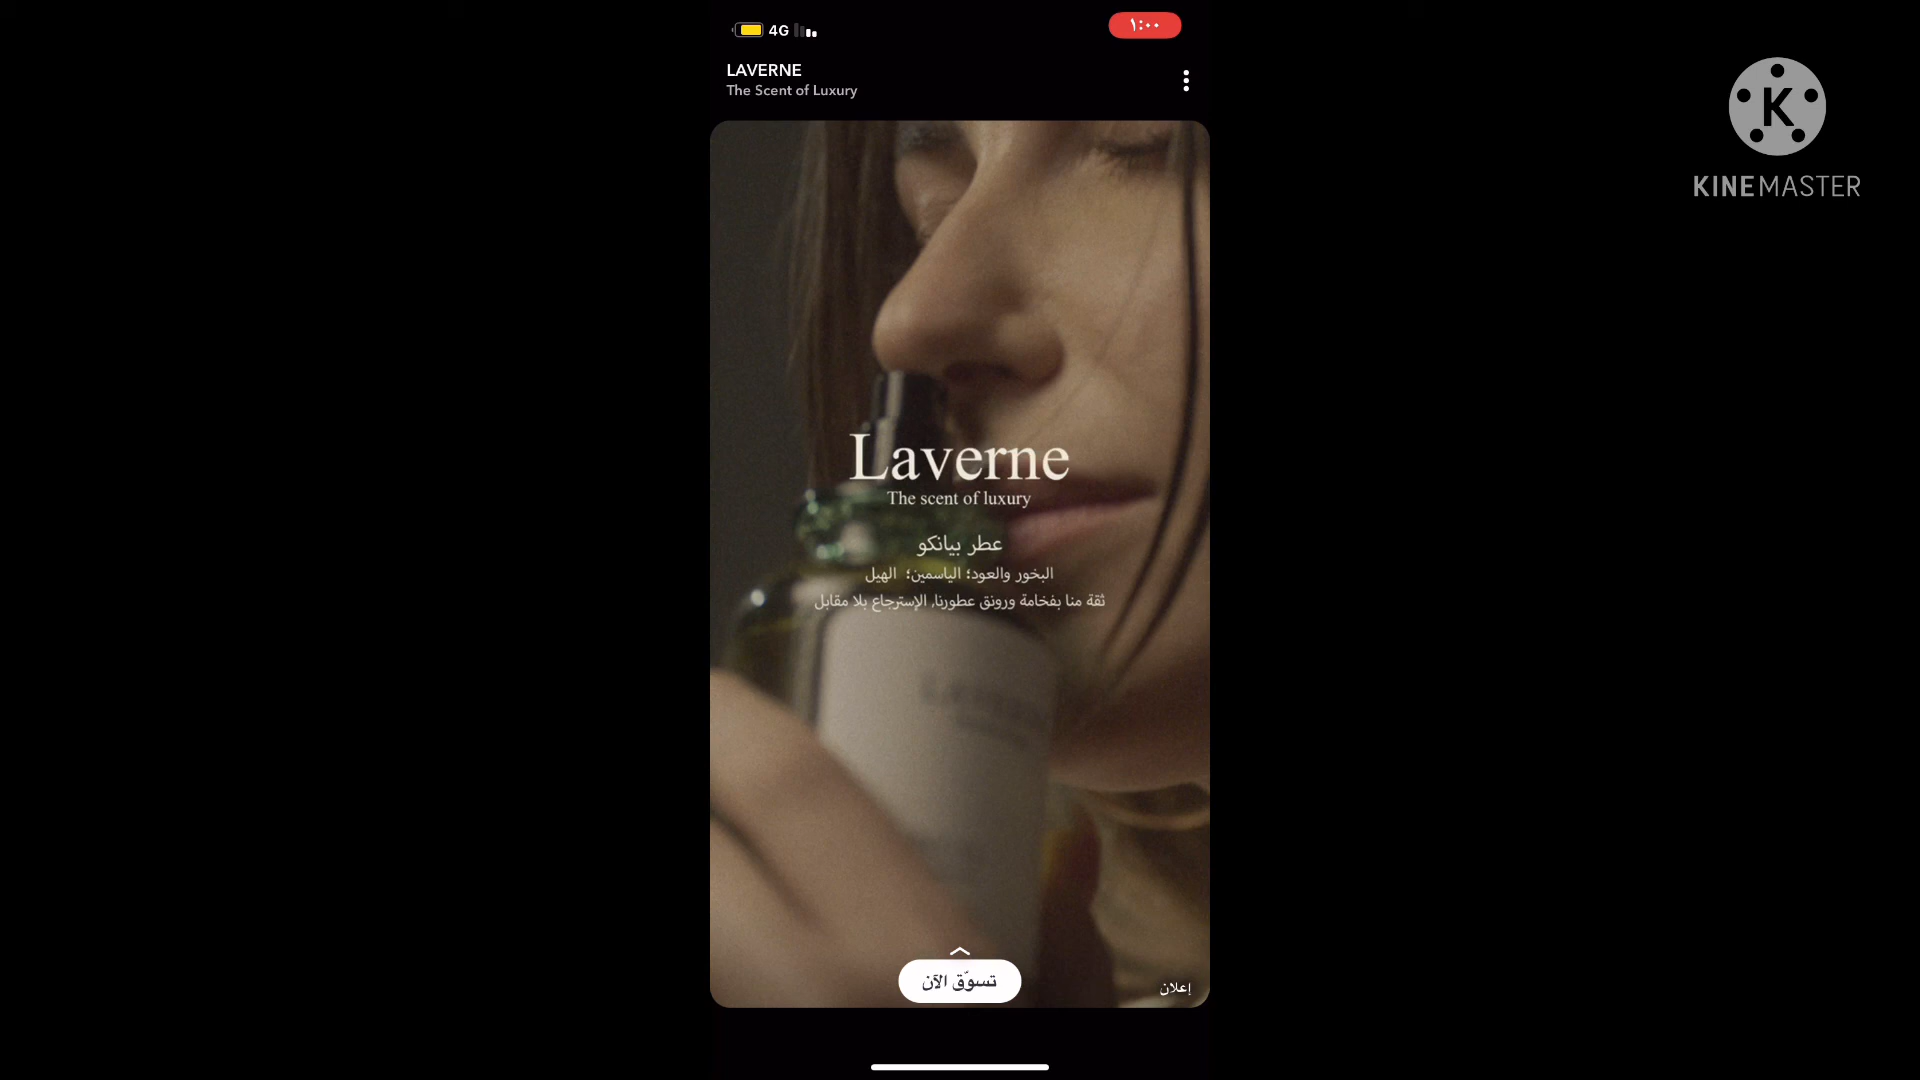 4G
١:٠٠
LAVERNE
The Scent of Luxury
K
KINEMASTER
Laverne
The scent of luxury
عطر بيانكو
البخور والعود؛ الياسمين؛ الهيل
ثقة منا بفخامة ورونق عطورنا, الإسترجاع بلا مقابل
تسوّق الآن
إعلان